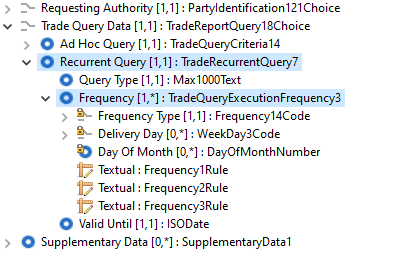 Requesting Authority [1,1] : PartyIdentification121Choice
Trade Query Data [1,1] : TradeReportQuery18Choice
Ad Hoc Query [1,1] : TradeQueryCriteria14
Recurrent Query [1,1] : TradeRecurrentQuery7
Query Type [1,1] : Max1000Text
Frequency [1,*] : TradeQueryExecutionFrequency3
Frequency Type [1,1] : Frequency14Code
Delivery Day [0,*] : WeekDay3Code
Day Of Month [0,*] : DayOfMonthNumber
Textual : Frequency1Rule
Textual : Frequency2Rule
Textual : Frequency3Rule
Valid Until [1,1] : ISODate
Supplementary Data [0,*] : SupplementaryData1